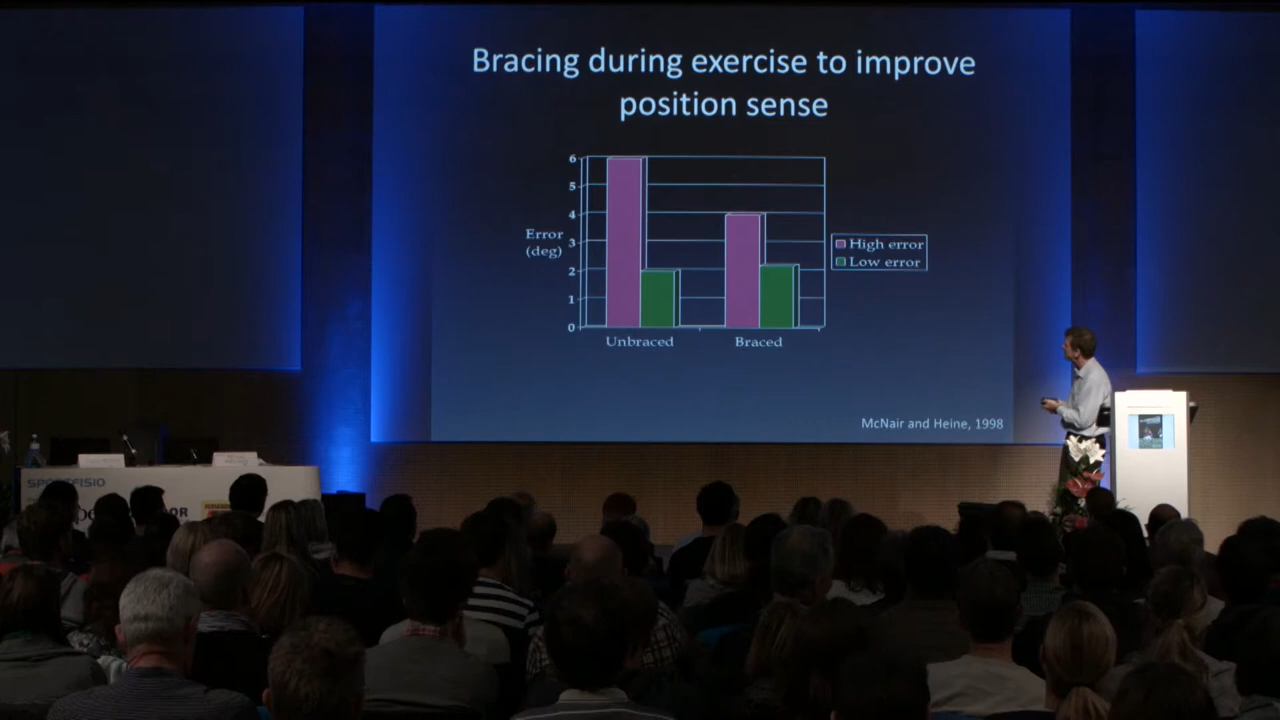 Bracing during exercise to improve
position sense
6
5
4
3
2
1
0
Error
(deg)
High error
Low error
Unbraced
Braced
McNair and Heine, 1998
SPORTFISIO